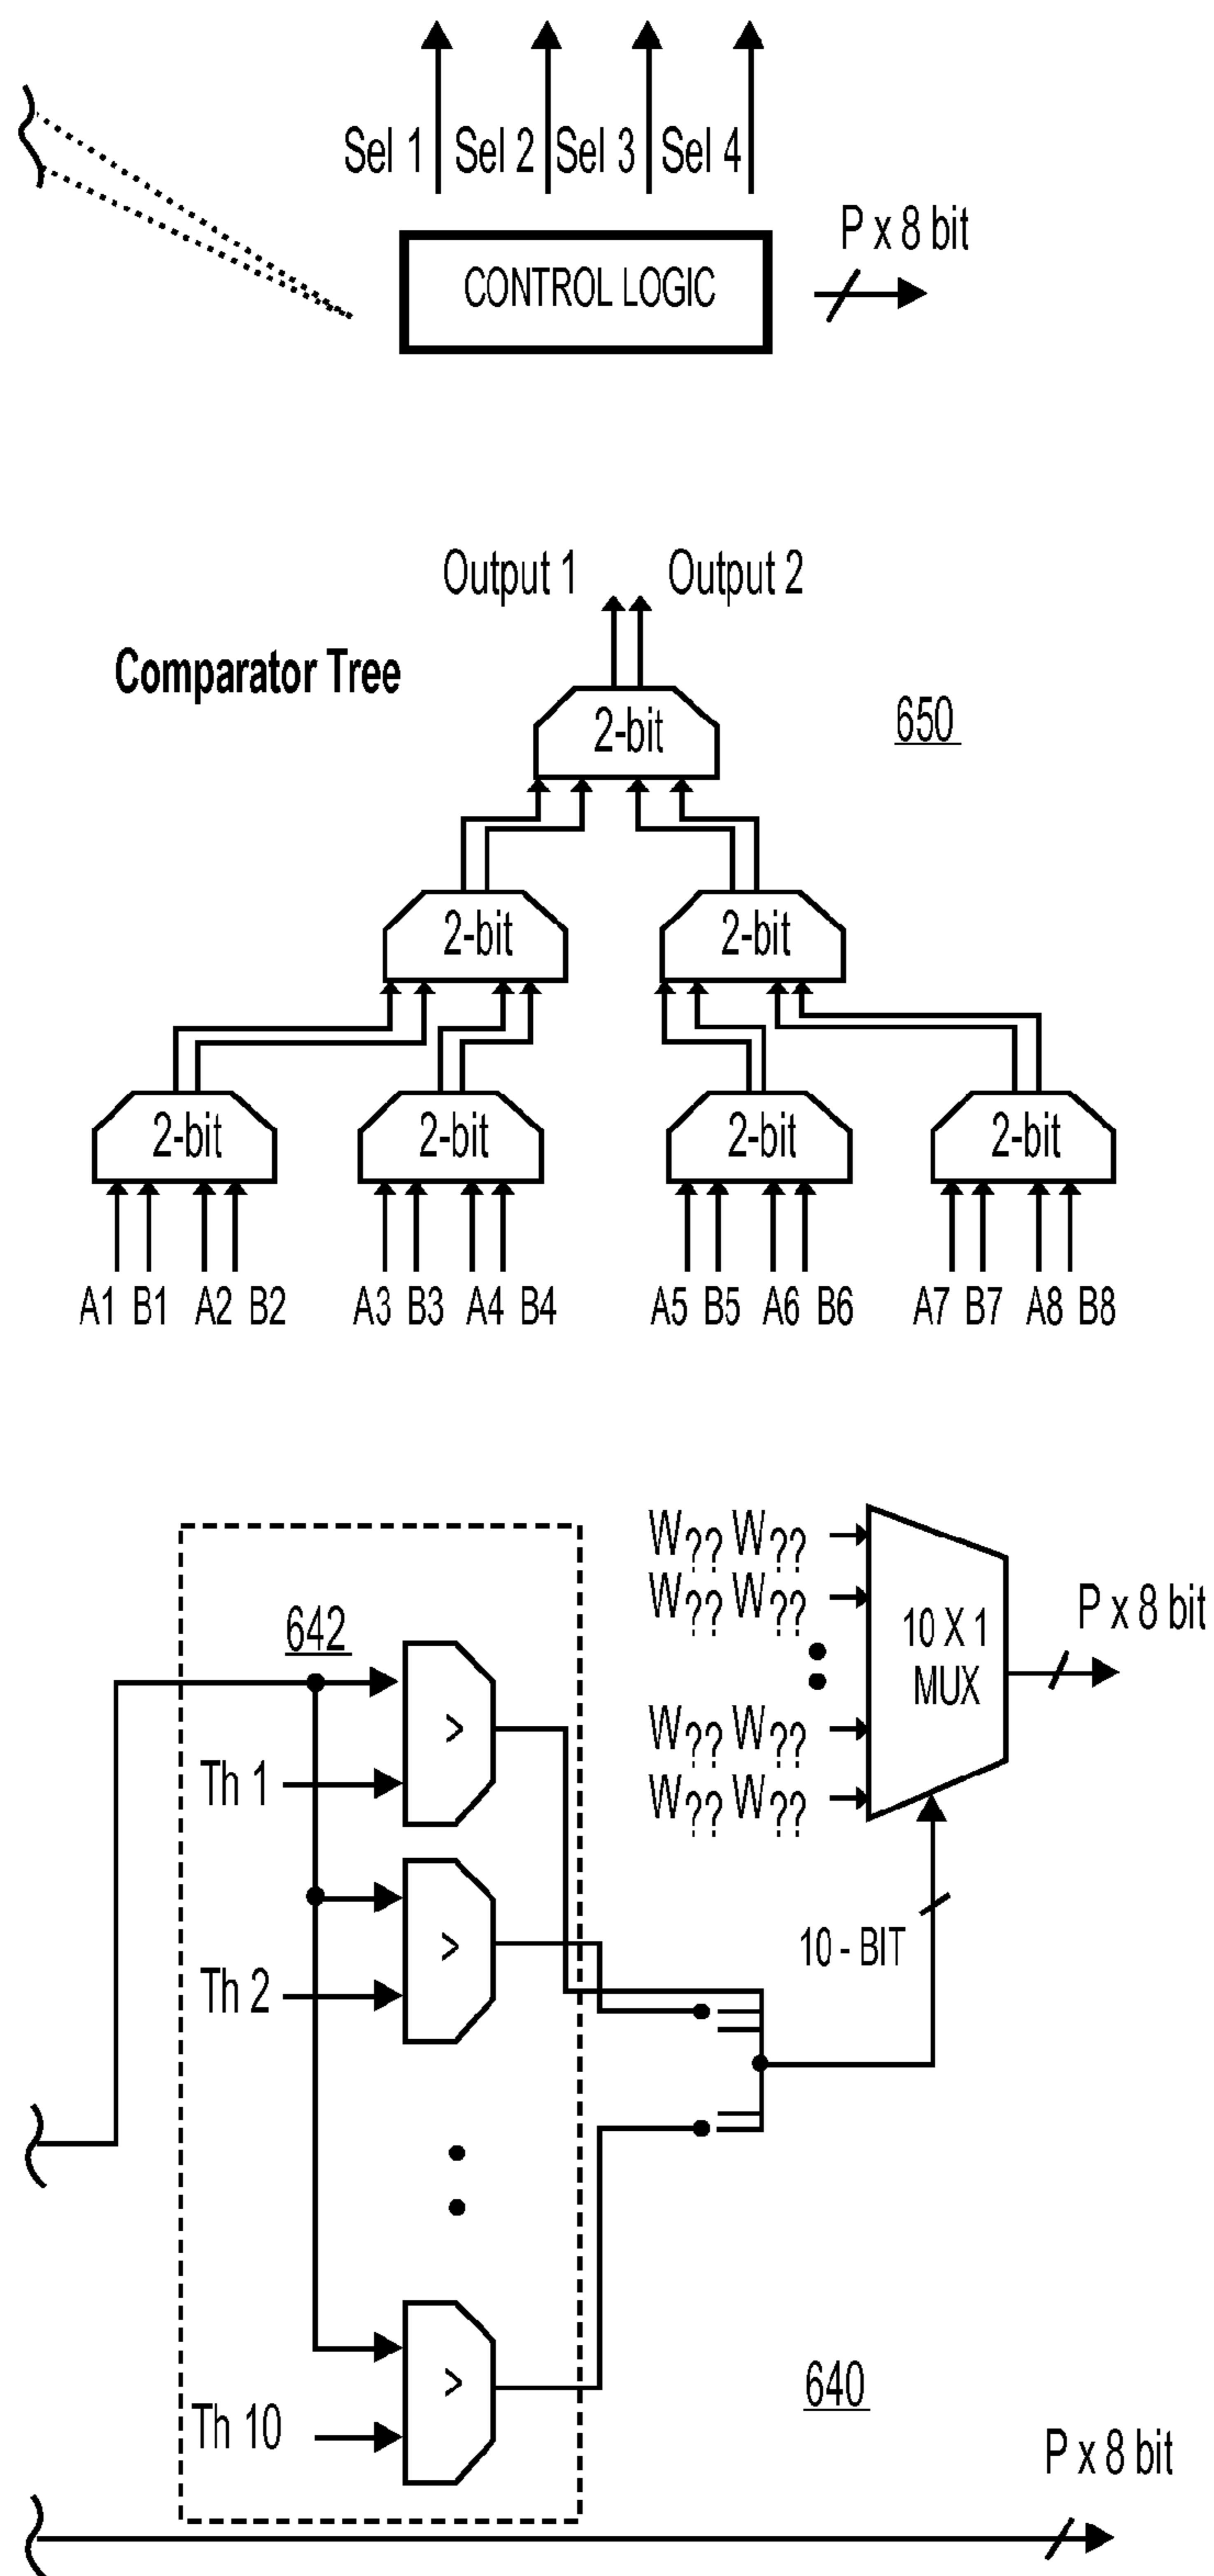 Sel 1 Sel 2 Sel 3 Sel 4
P x 8 bit
CONTROL LOGIC
Output 1 Output 2
Comparator Tree
2-bit
650
2-bit 2-bit
2-bit 2-bit 2-bit 2-bit
A1 B1 A2 B2 A3 B3 A4 B4 A5 B5 A6 B6 A7 B7 A8 B8
W?? W??
W?? W??
10 X 1
MUX
P x 8 bit
642
>
W?? W??
W?? W??
Th 1
>
10 - BIT
Th 2
>
640
Th 10
P x 8 bit